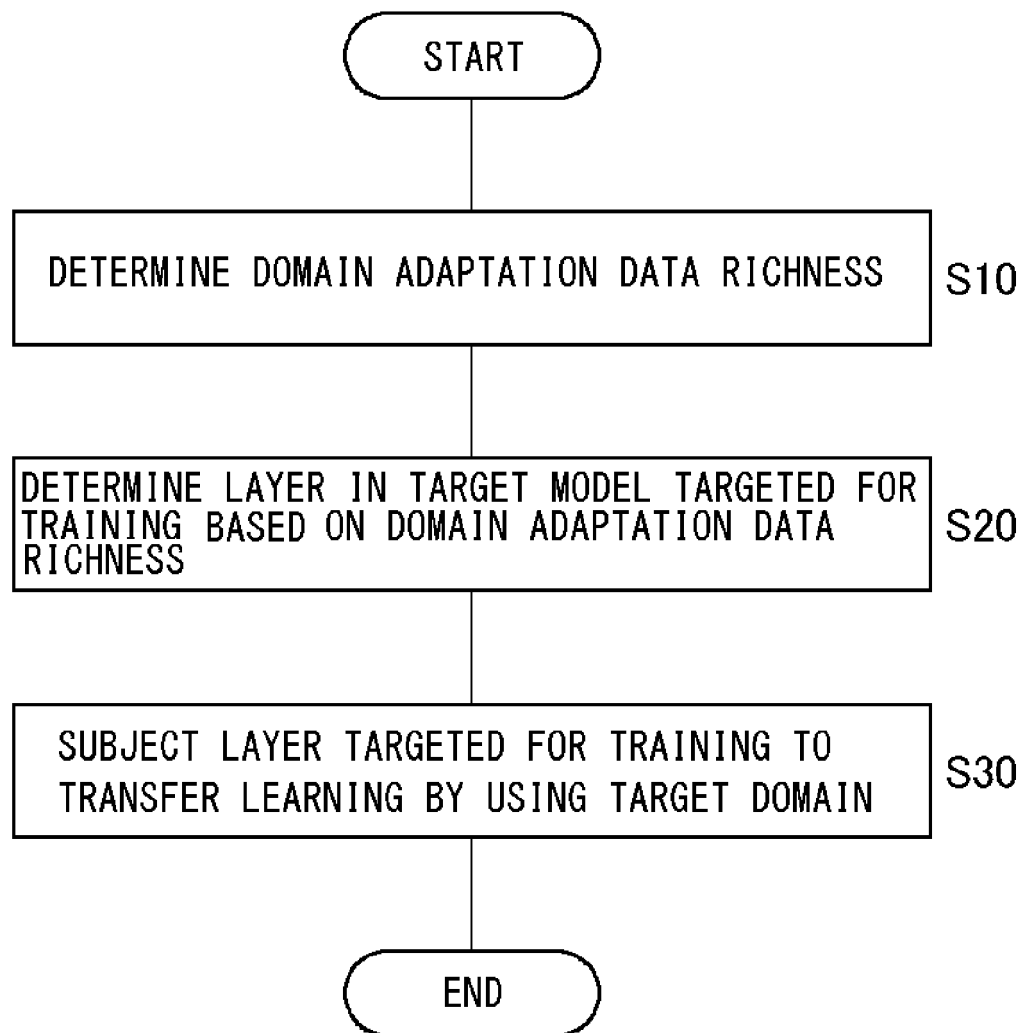 START
DETERMINE DOMAIN ADAPTATION DATA RICHNESS
S10
DETERMINE LAYER IN TARGET MODEL TARGETED FOR
TRAINING BASED ON DOMAIN ADAPTATION DATA
RICHNESS
S20
SUBJECT LAYER TARGETED FOR TRAINING TO
TRANSFER LEARNING BY USING TARGET DOMAIN
S30
END